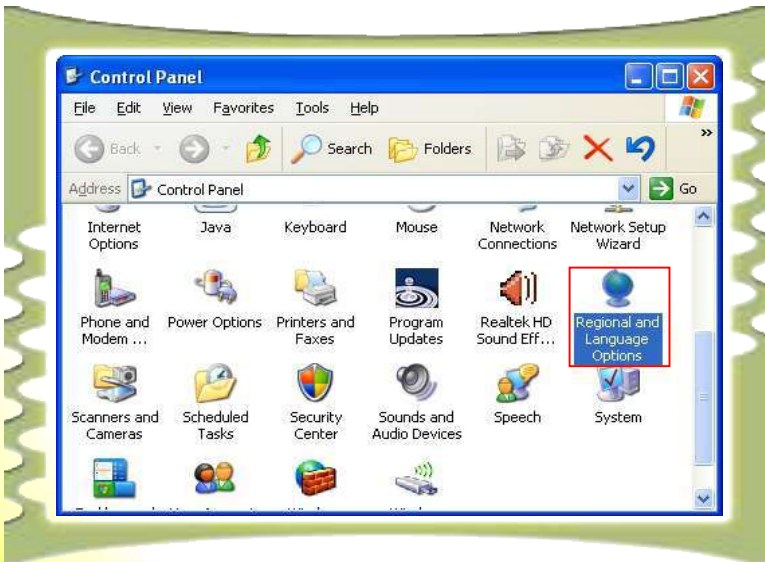 Control Panel
File Edit View Favorites Tools Help
Back Search Folders »
Address Control Panel Go
Internet Options
Java
Keyboard
Mouse
Network Connections
Network Setup Wizard
Phone and Modem ...
Power Options
Printers and Faxes
Program Updates
Realtek HD Sound Eff...
Regional and Language Options
Scanners and Cameras
Scheduled Tasks
Security Center
Sounds and Audio Devices
Speech
System